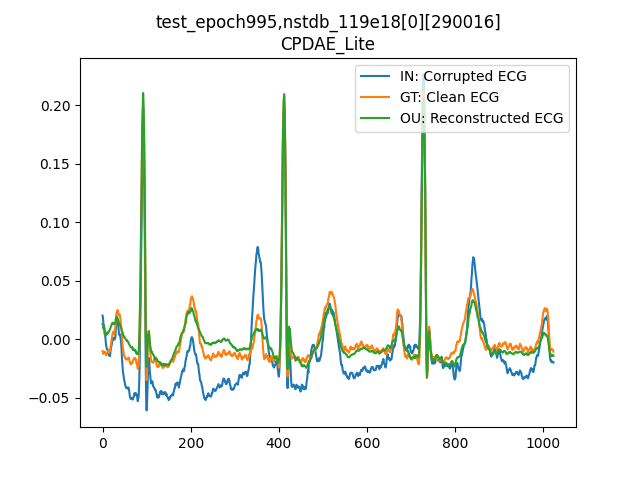 test_epoch995,nstdb_119e18[0][290016]
CPDAE_Lite
IN: Corrupted ECG
GT: Clean ECG
OU: Reconstructed ECG
0.20
0.15
0.10
0.05
0.00
−0.05
0 200 400 600 800 1000